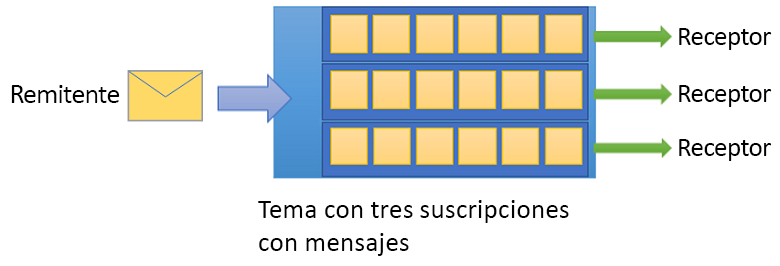 Remitente
Receptor
Receptor
Receptor
Tema con tres suscripciones
con mensajes